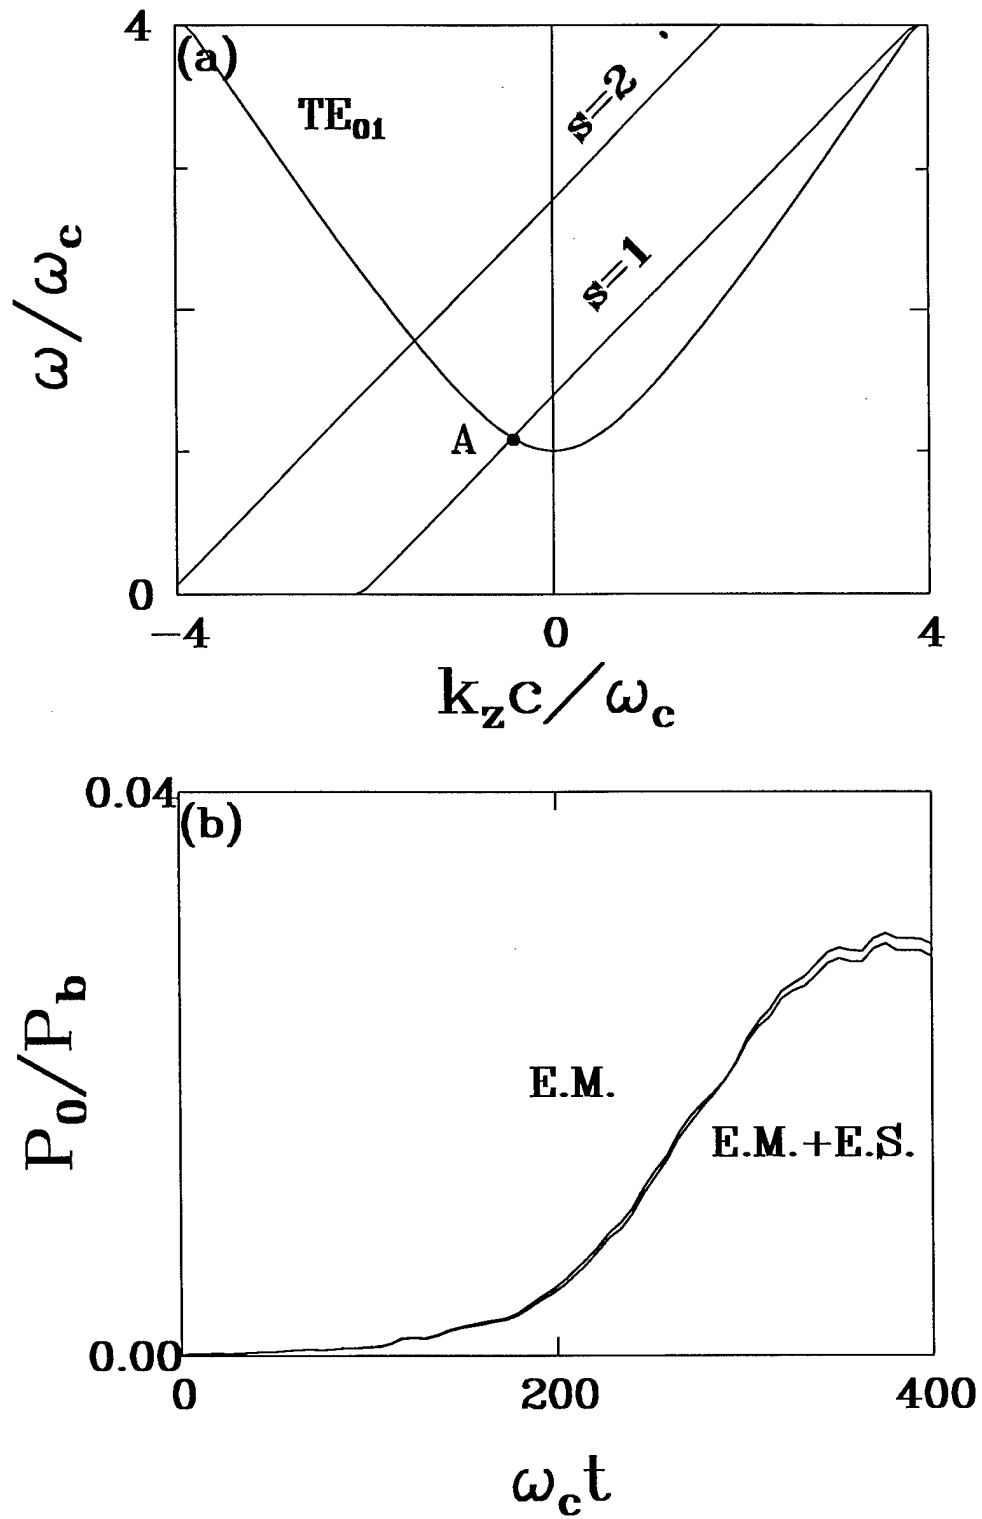 4
(a)
TE01
s=2
s=1
ω/ωc
A
0
−4
0
4
kzc/ωc
0.04
(b)
P0/Pb
E.M.
E.M.+E.S.
0.00
0
200
400
ωct